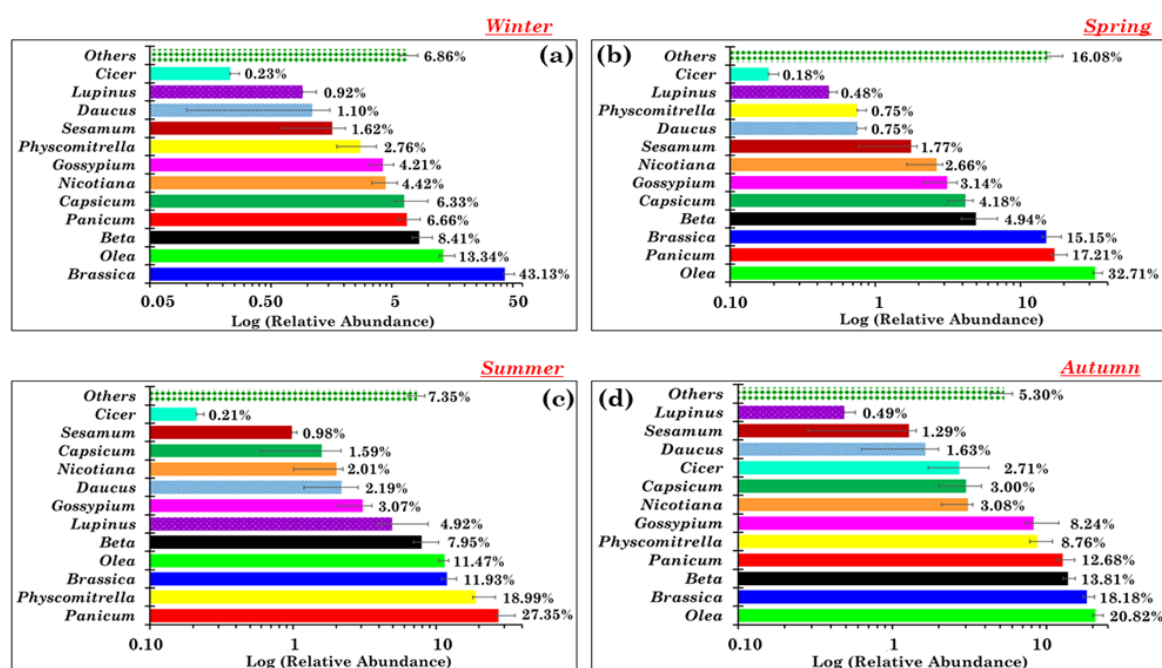 Winter
(a)
Others 6.86%
Cicer 0.23%
Lupinus 0.92%
Daucus 1.10%
Sesamum 1.62%
Physcomitrella 2.76%
Gossypium 4.21%
Nicotiana 4.42%
Capsicum 6.33%
Panicum 6.66%
Beta 8.41%
Olea 13.34%
Brassica 43.13%
0.05 0.50 5 50
Log (Relative Abundance)
Spring
(b)
Others 16.08%
Cicer 0.18%
Lupinus 0.48%
Physcomitrella 0.75%
Daucus 0.75%
Sesamum 1.77%
Nicotiana 2.66%
Gossypium 3.14%
Capsicum 4.18%
Beta 4.94%
Brassica 15.15%
Panicum 17.21%
Olea 32.71%
0.10 1 10
Log (Relative Abundance)
Summer
(c)
Others 7.35%
Cicer 0.21%
Sesamum 0.98%
Capsicum 1.59%
Nicotiana 2.01%
Daucus 2.19%
Gossypium 3.07%
Lupinus 4.92%
Beta 7.95%
Olea 11.47%
Brassica 11.93%
Physcomitrella 18.99%
Panicum 27.35%
0.10 1 10
Log (Relative Abundance)
Autumn
(d)
Others 5.30%
Lupinus 0.49%
Sesamum 1.29%
Daucus 1.63%
Cicer 2.71%
Capsicum 3.00%
Nicotiana 3.08%
Gossypium 8.24%
Physcomitrella 8.76%
Panicum 12.68%
Beta 13.81%
Brassica 18.18%
Olea 20.82%
0.10 1 10
Log (Relative Abundance)